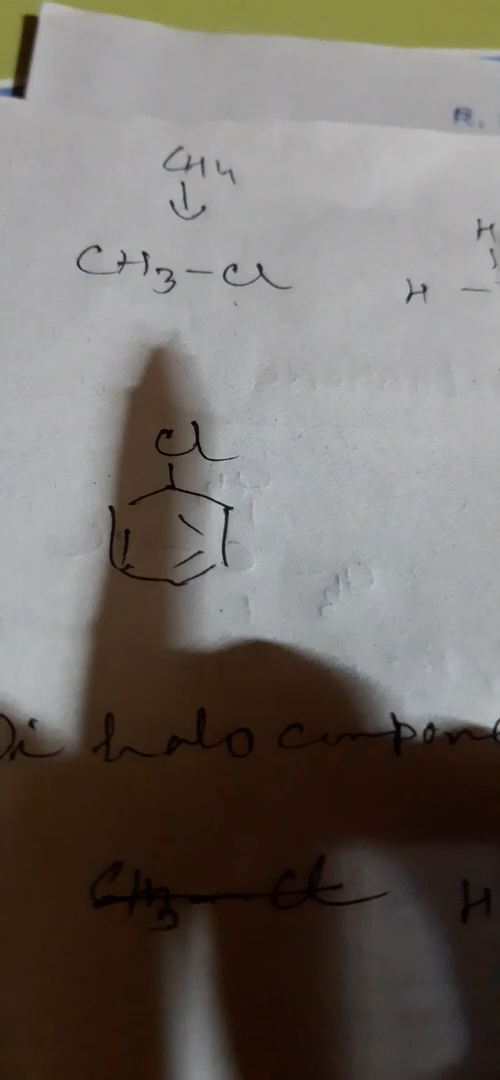 R.
CH4
↓
CH3-Cl
H
H -
Cl
Di halo compon
CH3-Cl H